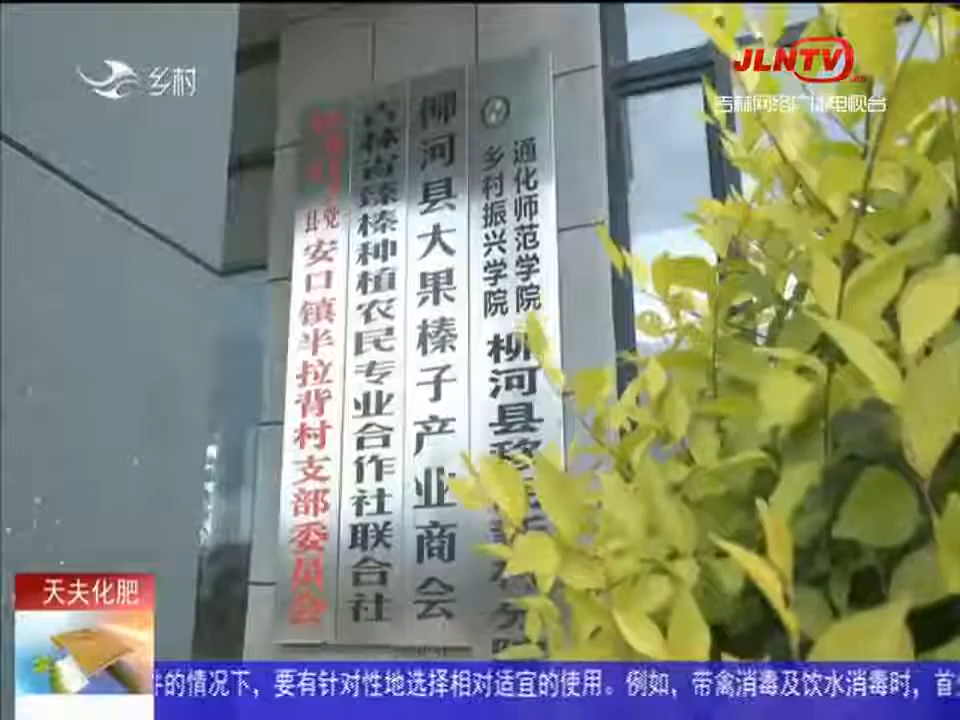 乡村
JLNTV
吉林网络广播电视台
通化师范学院
乡村振兴学院
柳河县移
柳河县大果榛子产业商会
吉林省臻榛种植农民专业合作社联合社
县安口镇半拉背村支部委员会
天夫化肥
件的情况下，要有针对性地选择相对适宜的使用。例如，带禽消毒及饮水消毒时，首